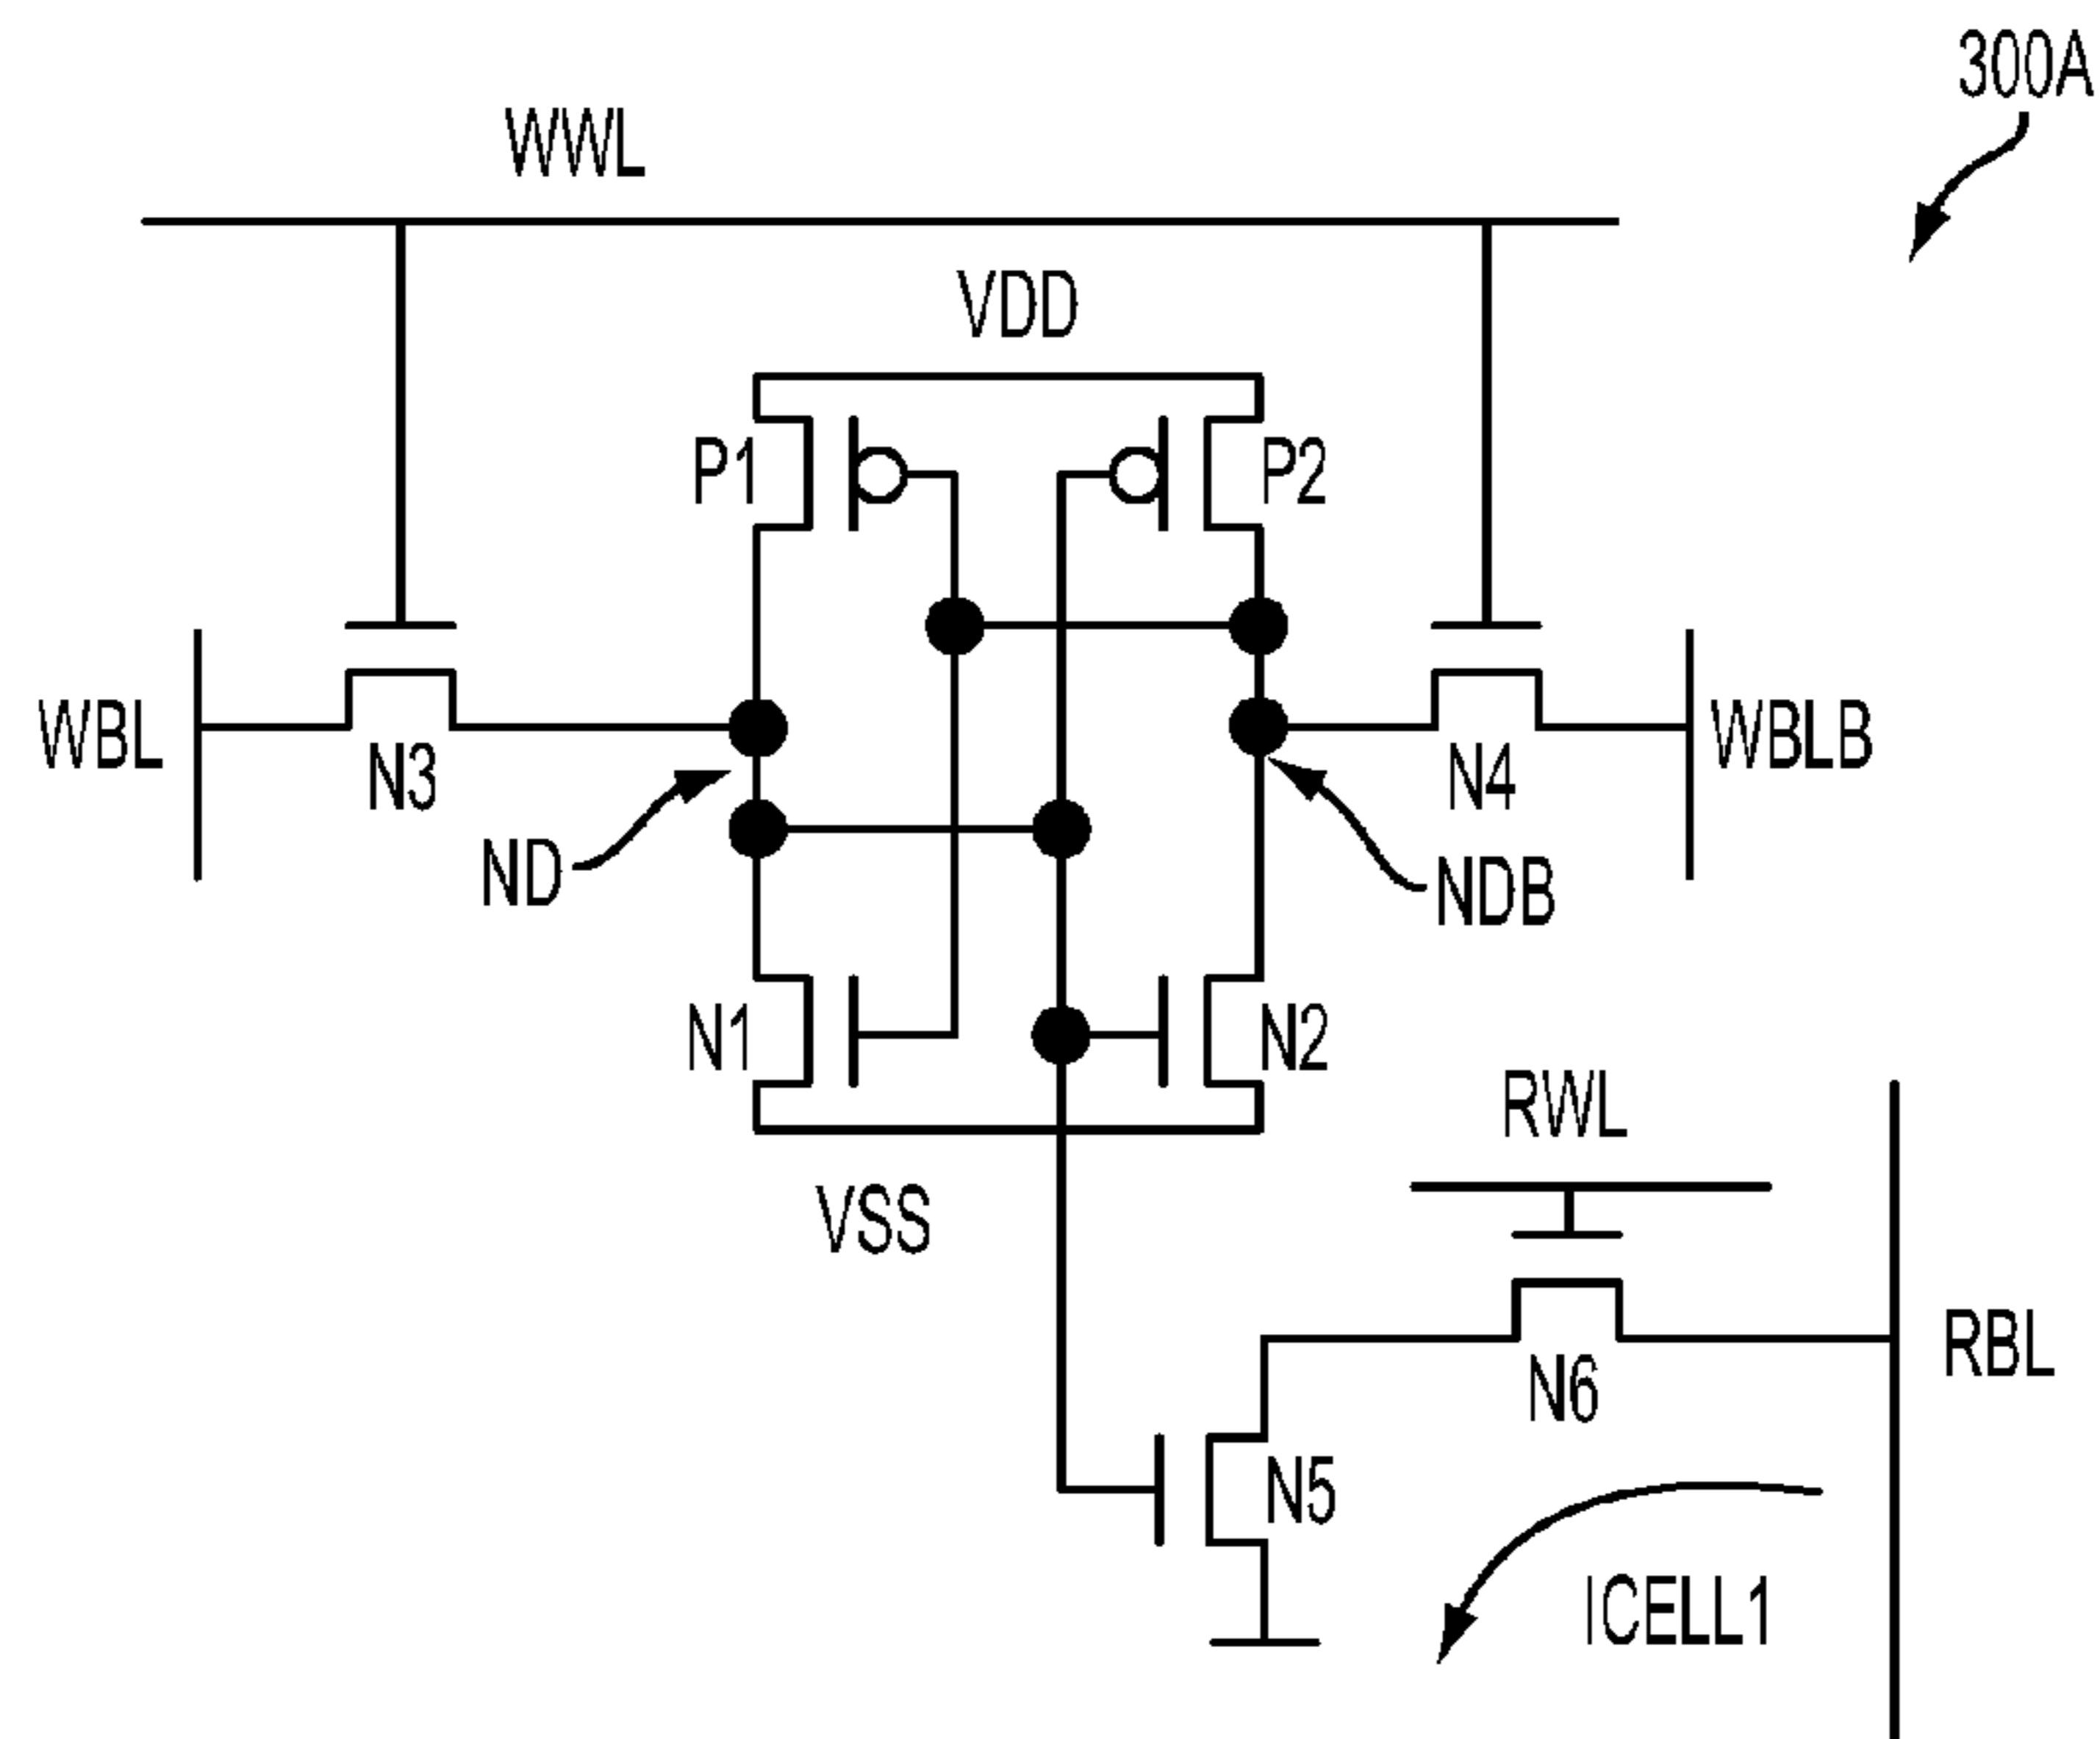 300A
WWL
VDD
P1
P2
WBL
N3
N4
WBLB
ND
NDB
N1
N2
RWL
VSS
N6
RBL
N5
ICELL1